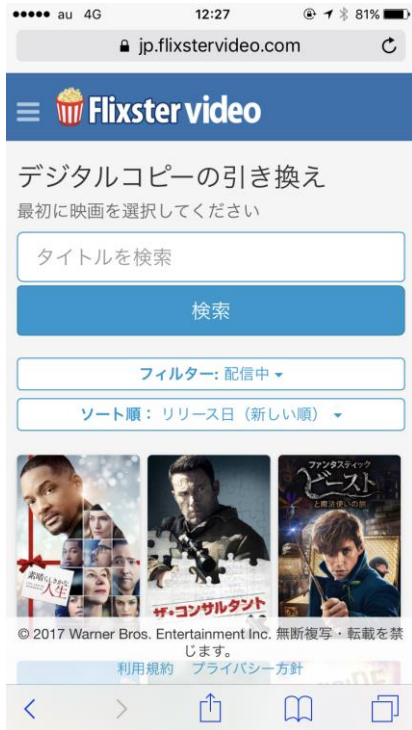 au 4G 12:27 81%
jp.flixstervideo.com
Flixster video
デジタルコピーの引き換え
最初に映画を選択してください
タイトルを検索
検索
フィルター: 配信中
ソート順： リリース日（新しい順）
素晴らしきかな
人生
ザ・コンサルタント
ファンタスティック
ビースト
と魔法使いの旅
© 2017 Warner Bros. Entertainment Inc. 無断複写・転載を禁
じます。
利用規約 プライバシー方針